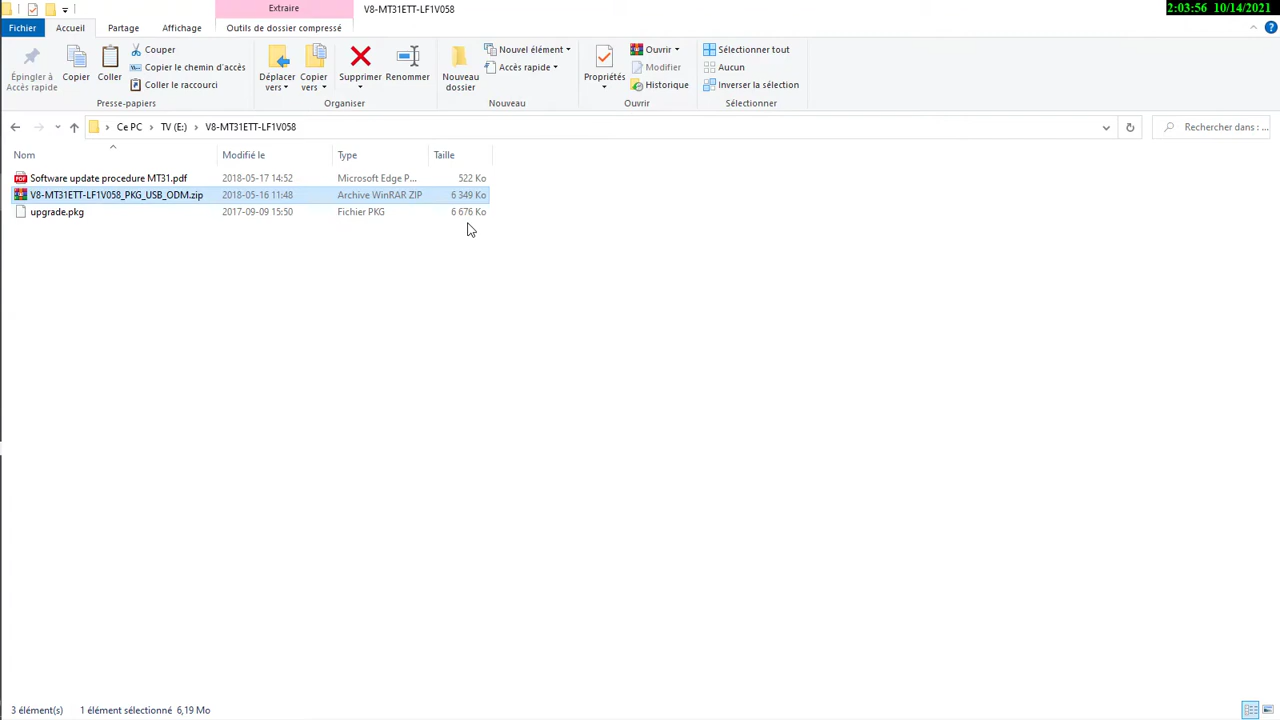 Extraire
V8-MT31ETT-LF1V058
2:03:56 10/14/2021
Fichier
Accueil
Partage
Affichage
Outils de dossier compressé
Épingler à
Accès rapide
Copier
Coller
Couper
Copier le chemin d'accès
Coller le raccourci
Presse-papiers
Déplacer
vers
Copier
vers
Supprimer
Renommer
Organiser
Nouveau
dossier
Nouvel élément
Accès rapide
Nouveau
Propriétés
Ouvrir
Modifier
Historique
Ouvrir
Sélectionner tout
Aucun
Inverser la sélection
Sélectionner
Ce PC > TV (E:) > V8-MT31ETT-LF1V058
Rechercher dans : ...
Nom Modifié le Type Taille
Software update procedure MT31.pdf 2018-05-17 14:52 Microsoft Edge P... 522 Ko
V8-MT31ETT-LF1V058_PKG_USB_ODM.zip 2018-05-16 11:48 Archive WinRAR ZIP 6 349 Ko
upgrade.pkg 2017-09-09 15:50 Fichier PKG 6 676 Ko
3 élément(s) 1 élément sélectionné 6,19 Mo